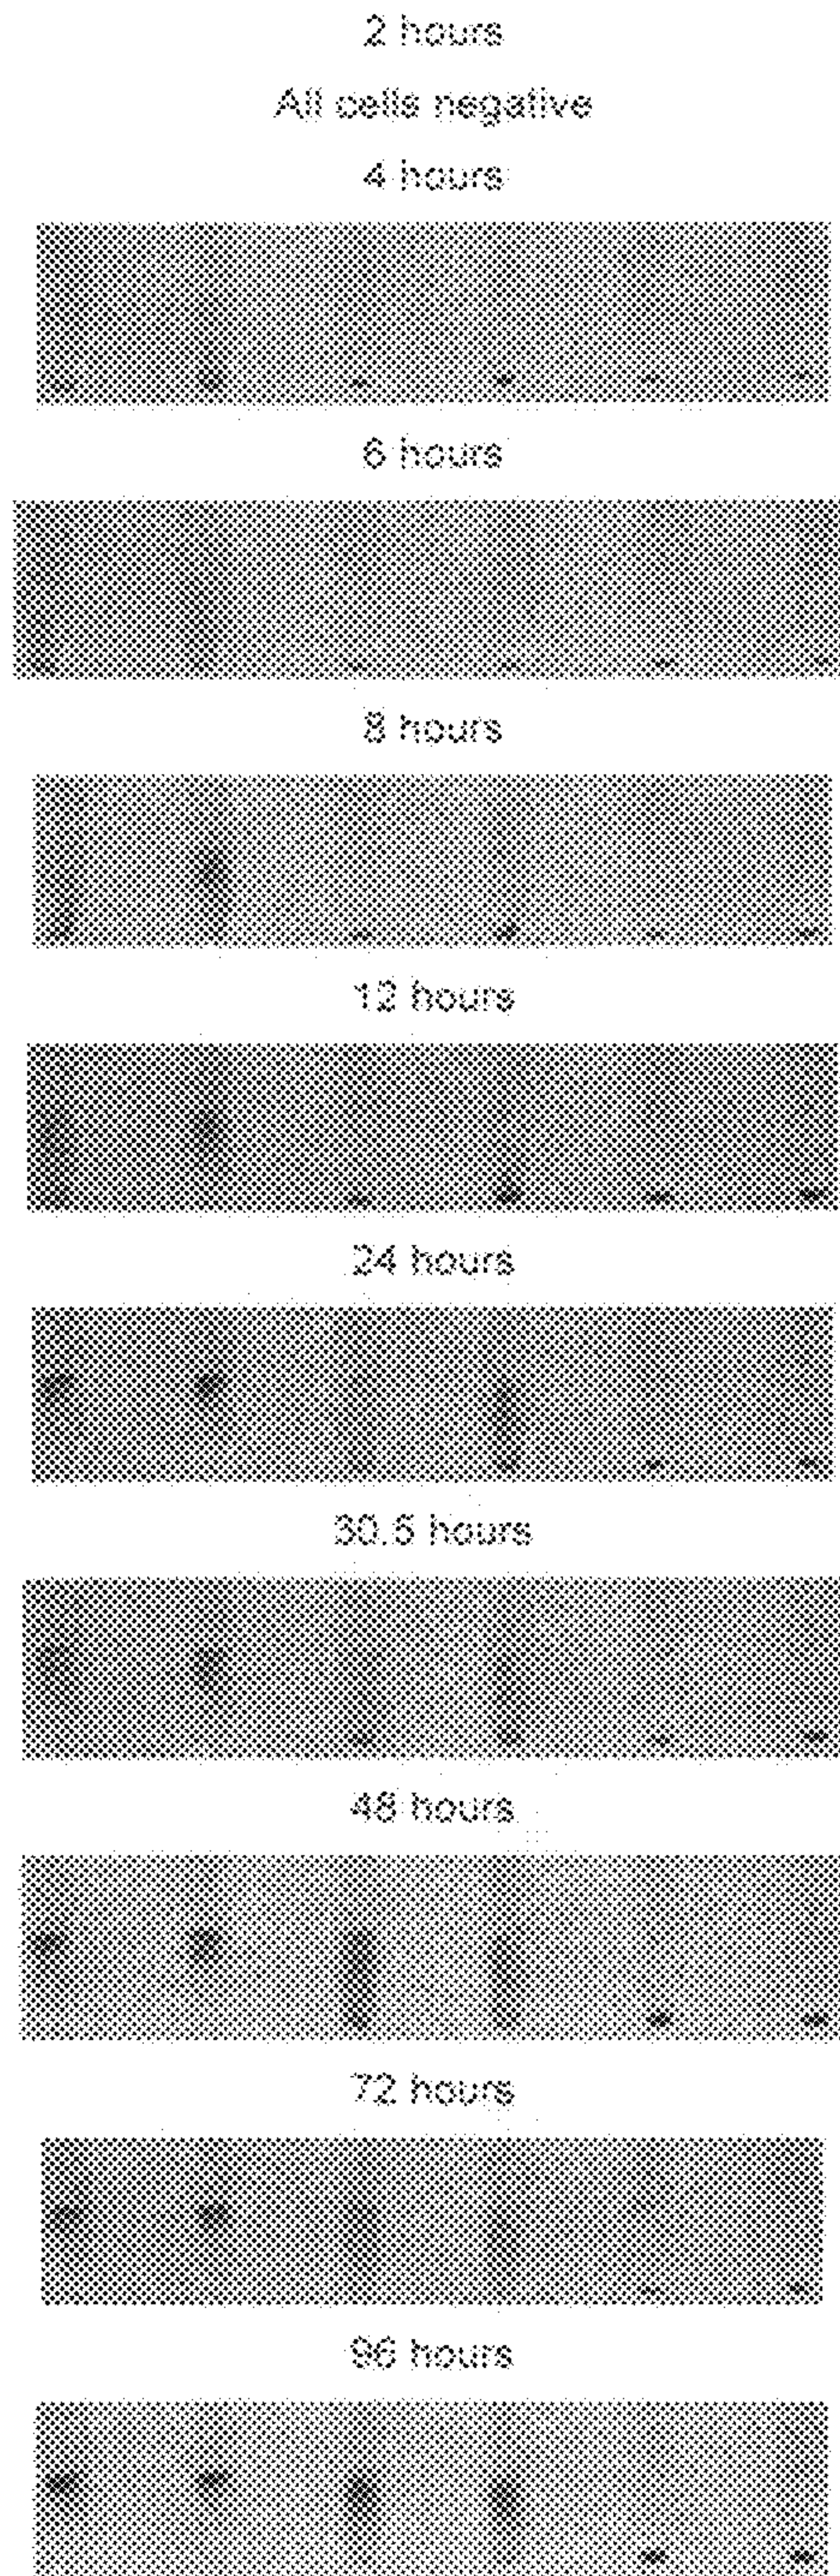 2 hours
All cells negative
4 hours
6 hours
8 hours
12 hours
24 hours
30.5 hours
48 hours
72 hours
96 hours